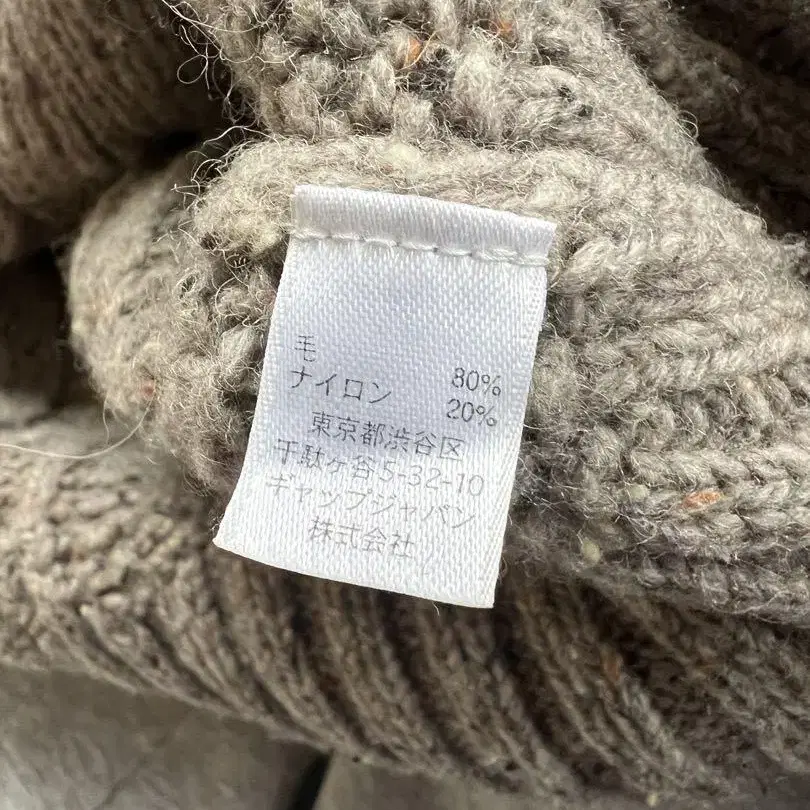 毛 80%
ナイロン 20%
東京都渋谷区
千駄ケ谷5-32-10
ギャップジャパン
株式会社